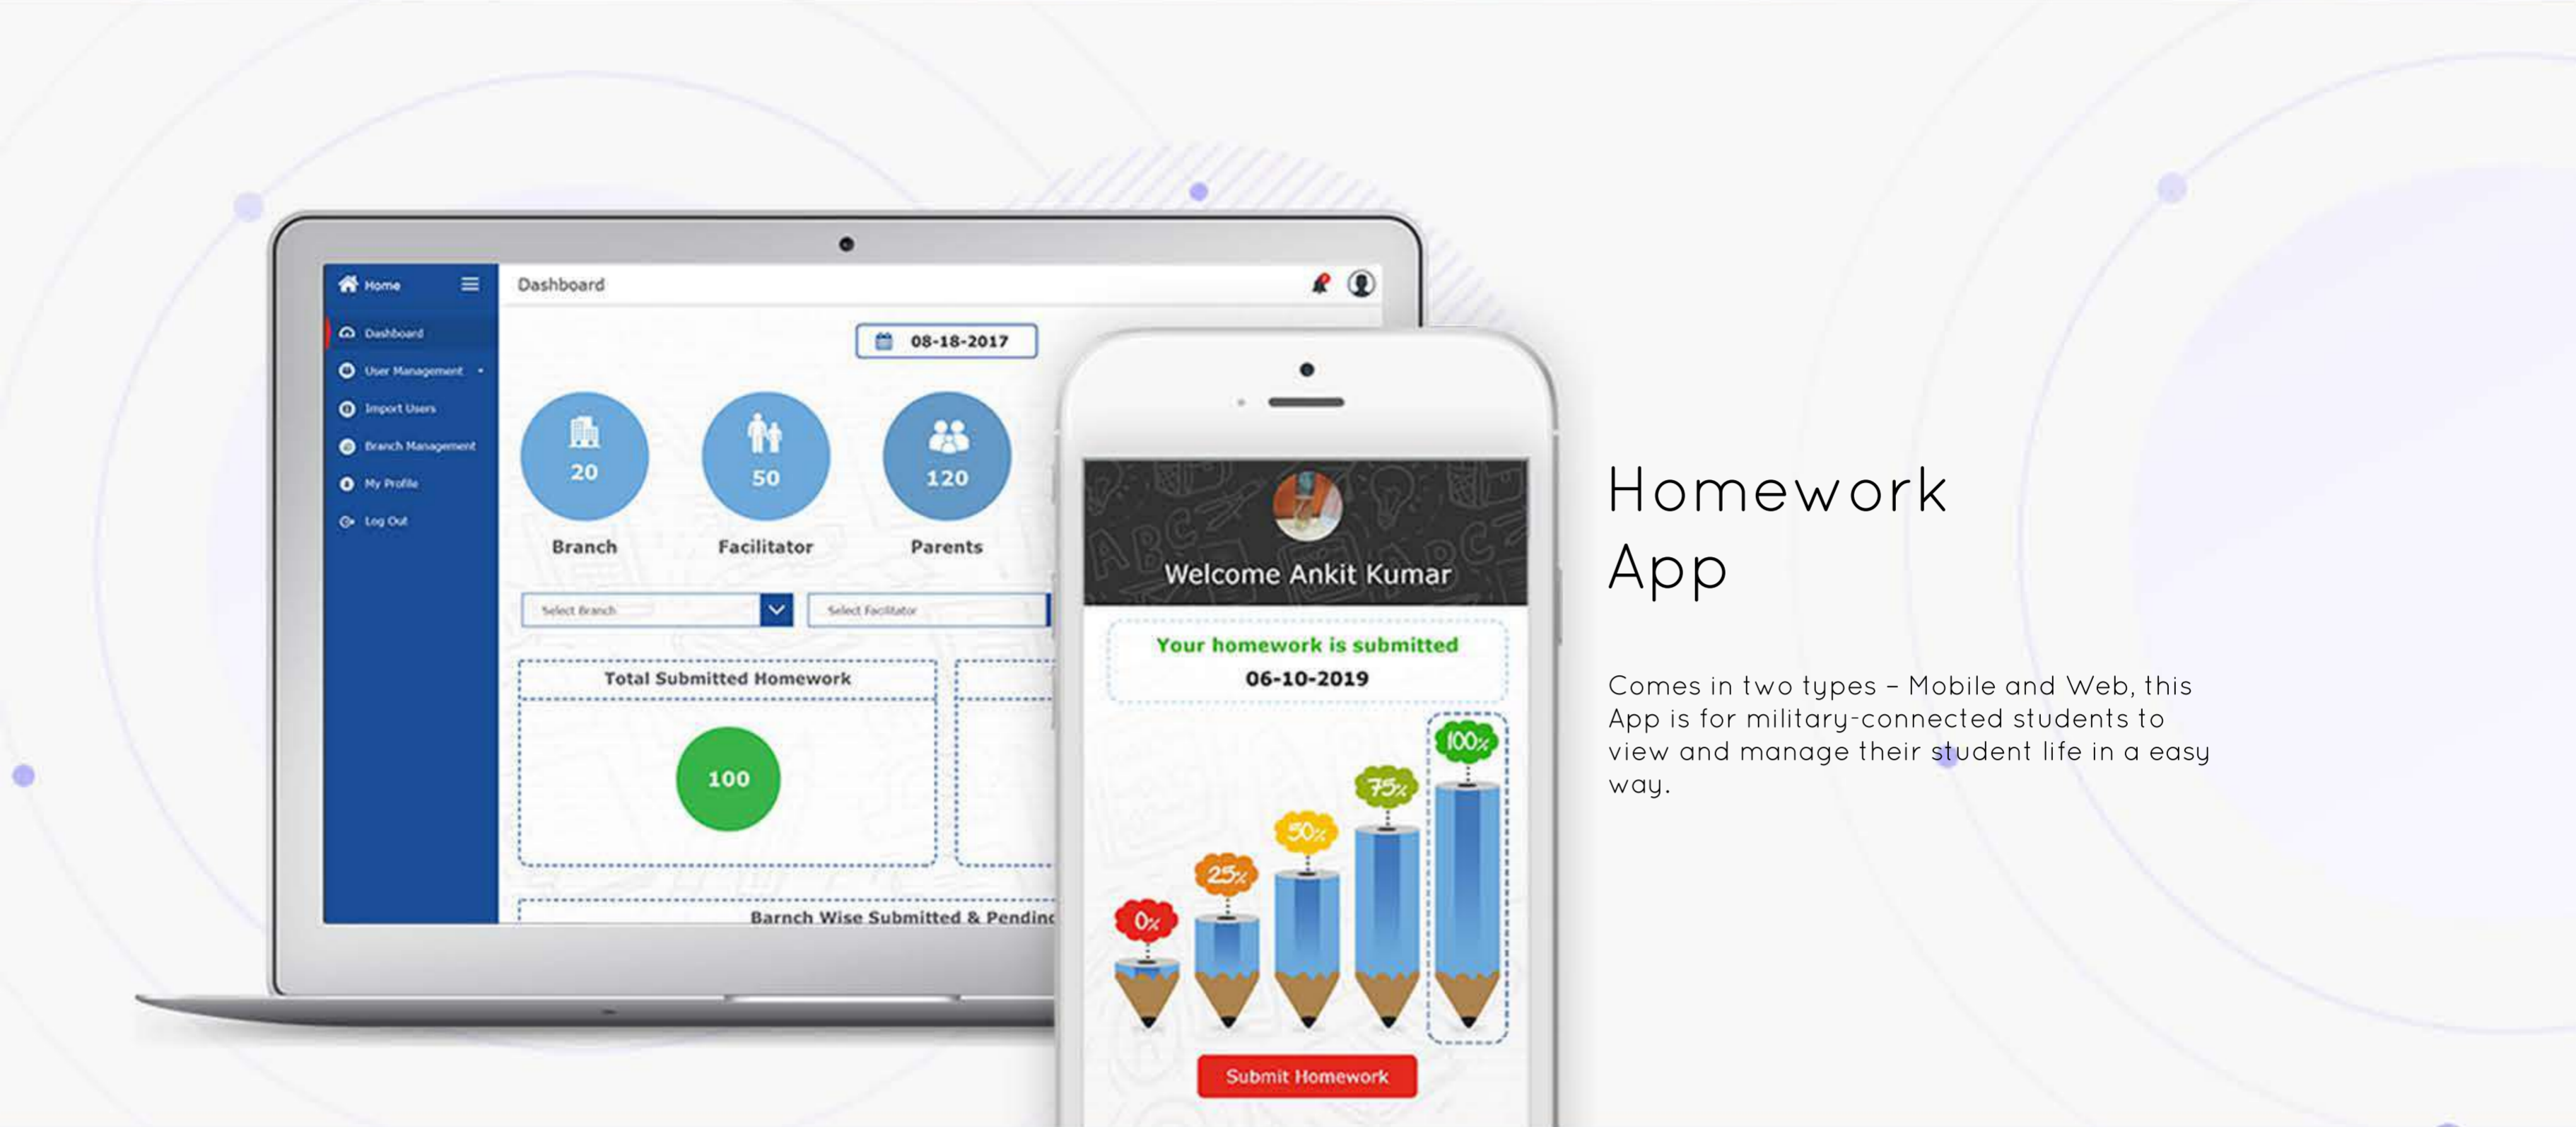 Home
Dashboard
Dashboard
User Management
Import Users
Branch Management
My Profile
Log Out
08-18-2017
20
50
120
Branch
Facilitator
Parents
Select Branch
Select Facilitator
Total Submitted Homework
100
Barnch Wise Submitted & Pending
Welcome Ankit Kumar
Your homework is submitted
06-10-2019
0%
25%
50%
75%
100%
Submit Homework
Homework
App
Comes in two types – Mobile and Web, this
App is for military-connected students to
view and manage their student life in a easy
way.